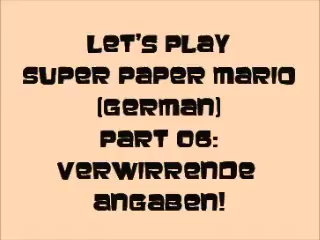 Let's Play
Super Paper Mario
(German)
Part 06:
Verwirrende
Angaben!